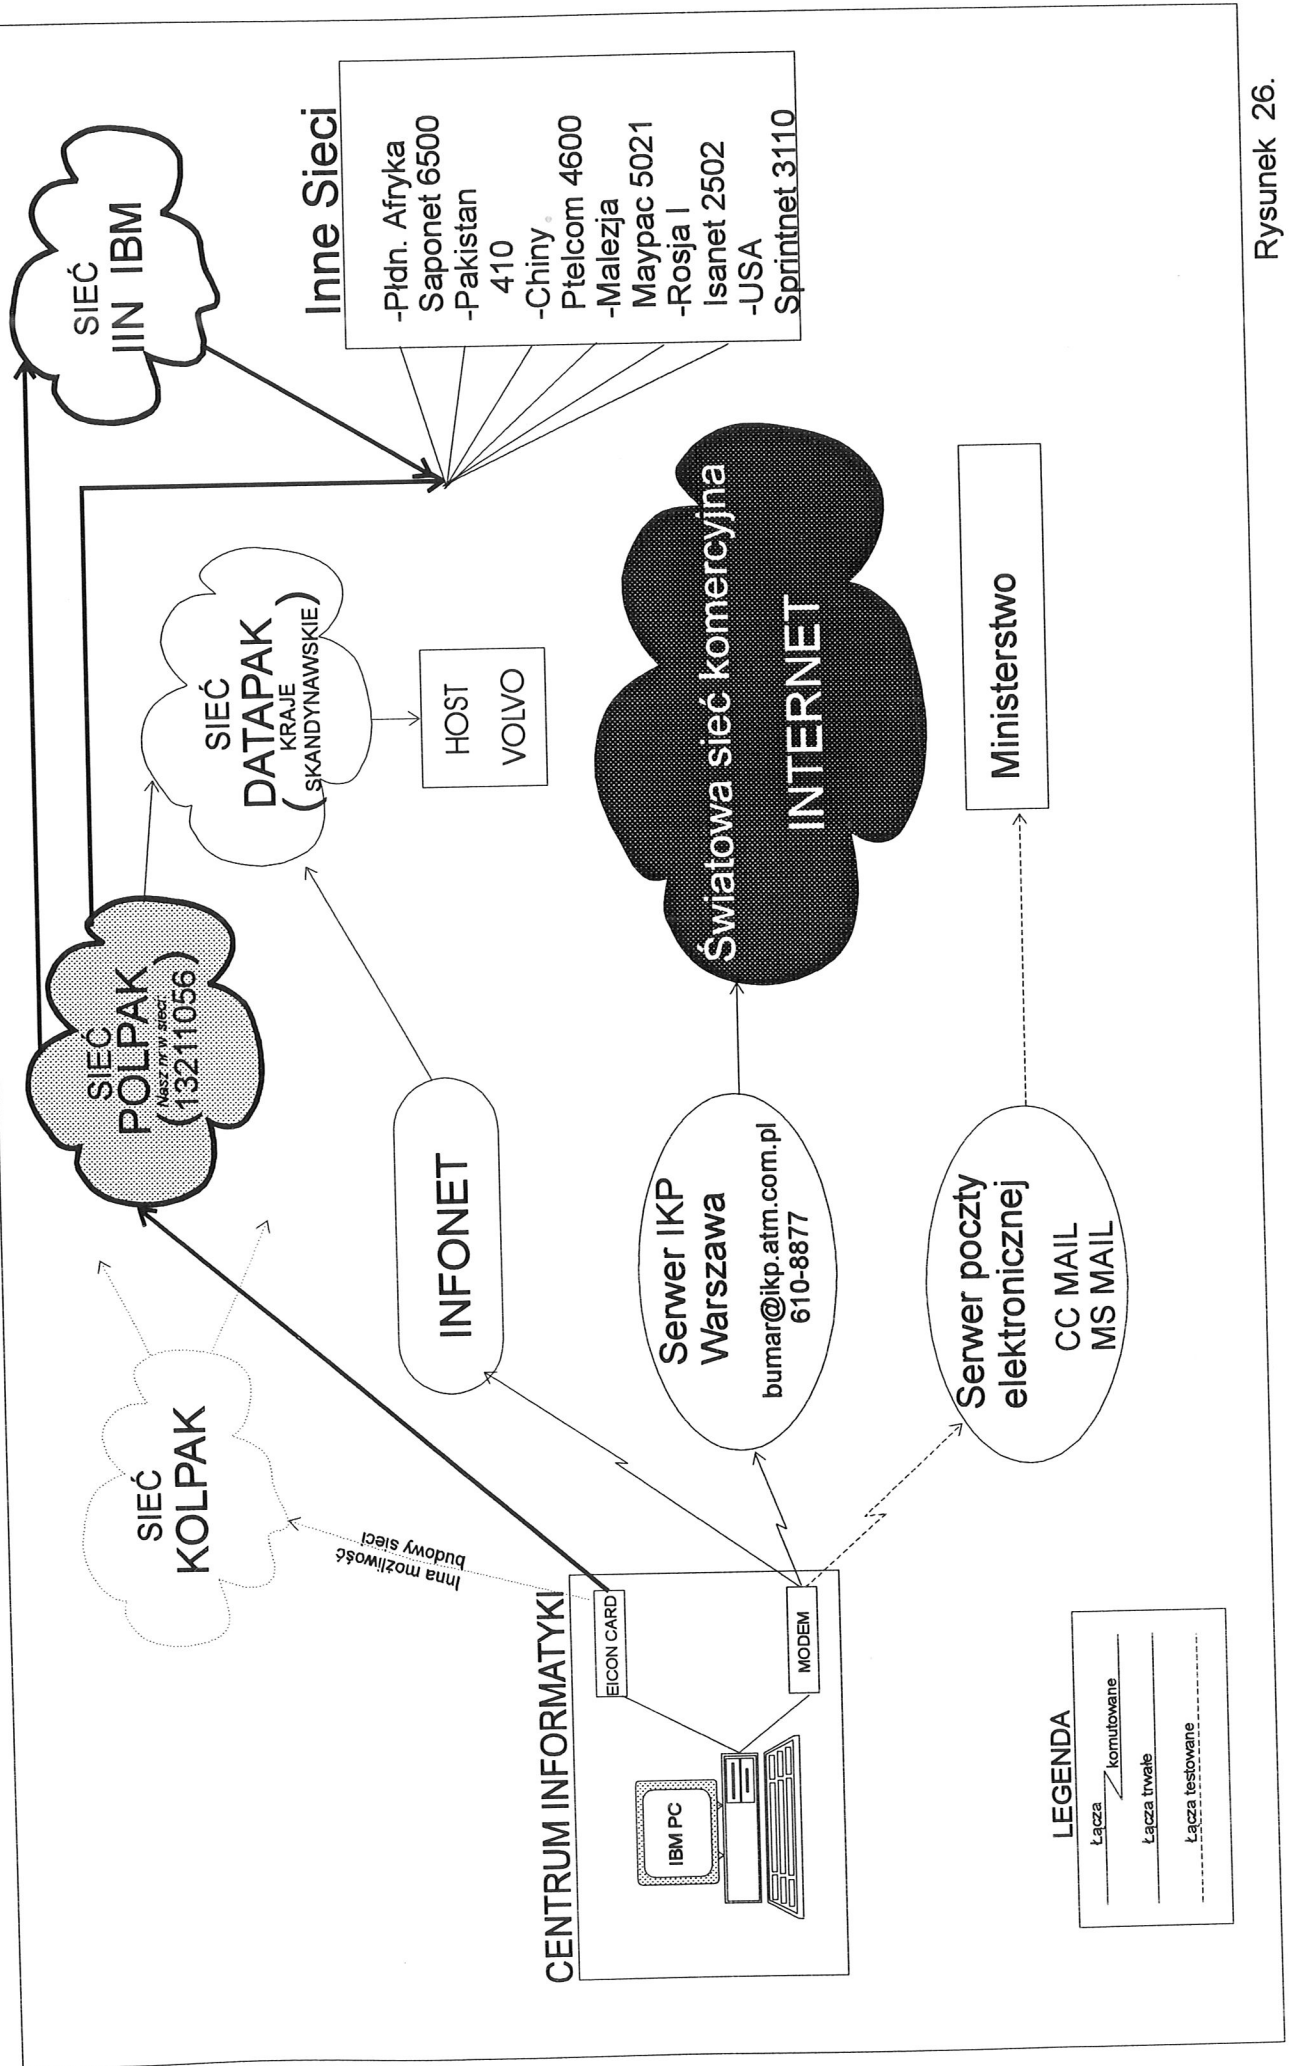 SIEĆ
IIN IBM
Inne Sieci
-Płdn. Afryka
Saponet 6500
-Pakistan
410
-Chiny
Ptelcom 4600
-Malezja
Maypac 5021
-Rosja I
Isanet 2502
-USA
Sprintnet 3110
SIEĆ
DATAPAK
KRAJE
(SKANDYNAWSKIE)
HOST
VOLVO
SIEĆ
POLPAK
Nasz nr w sieci
(13211056)
Światowa sieć komercyjna
INTERNET
Ministerstwo
SIEĆ
KOLPAK
INFONET
Serwer IKP
Warszawa
bumar@ikp.atm.com.pl
610-8877
Serwer poczty
elektronicznej
CC MAIL
MS MAIL
Inna możliwość
budowy sieci
CENTRUM INFORMATYKI
EICON CARD
MODEM
IBM PC
LEGENDA
Łącza
komutowane
Łącza trwałe
Łącza testowane
Rysunek 26.